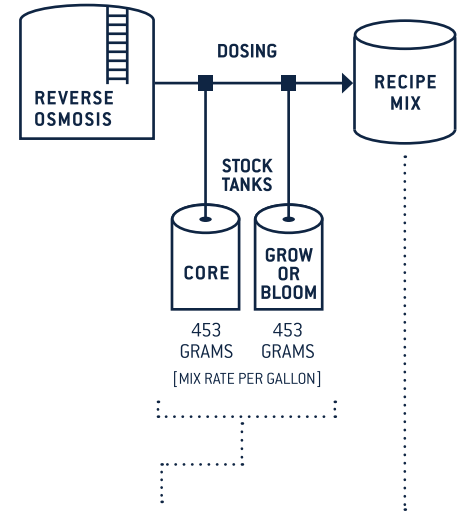 DOSING
REVERSE
OSMOSIS
RECIPE
MIX
STOCK
TANKS
CORE
GROW
OR
BLOOM
453
GRAMS
453
GRAMS
[MIX RATE PER GALLON]